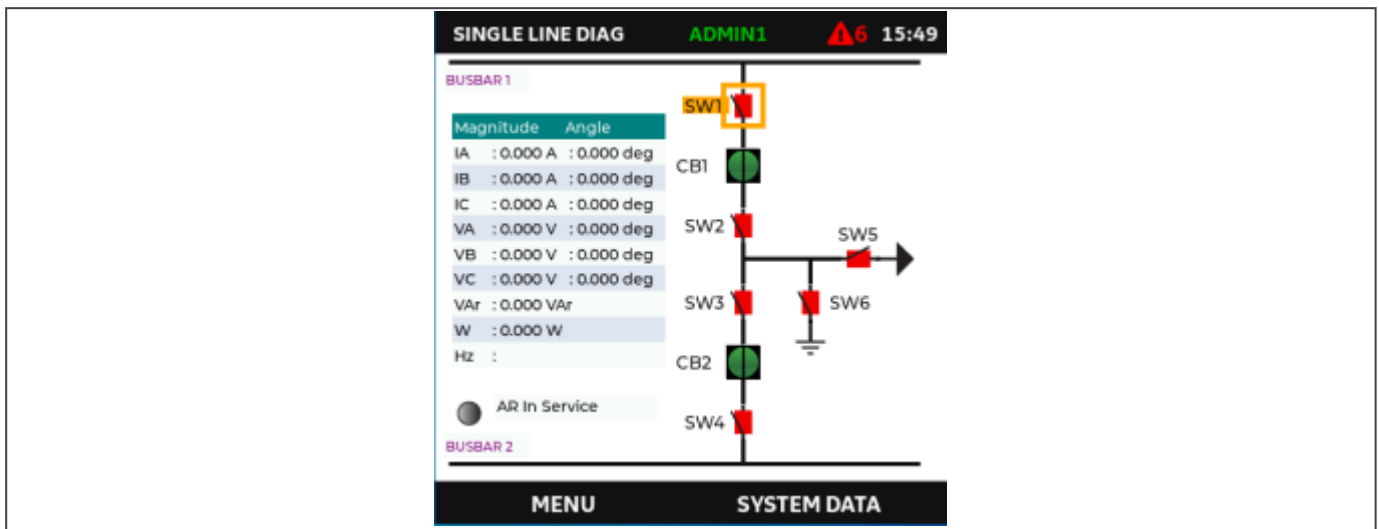 SINGLE LINE DIAG ADMIN1 6 15:49
BUSBAR 1
SW1
Magnitude Angle
IA : 0.000 A : 0.000 deg
IB : 0.000 A : 0.000 deg
IC : 0.000 A : 0.000 deg
VA : 0.000 V : 0.000 deg
VB : 0.000 V : 0.000 deg
VC : 0.000 V : 0.000 deg
VAr : 0.000 VAr
W : 0.000 W
Hz :
CB1
SW2
SW5
SW3
SW6
CB2
AR In Service
SW4
BUSBAR 2
MENU SYSTEM DATA